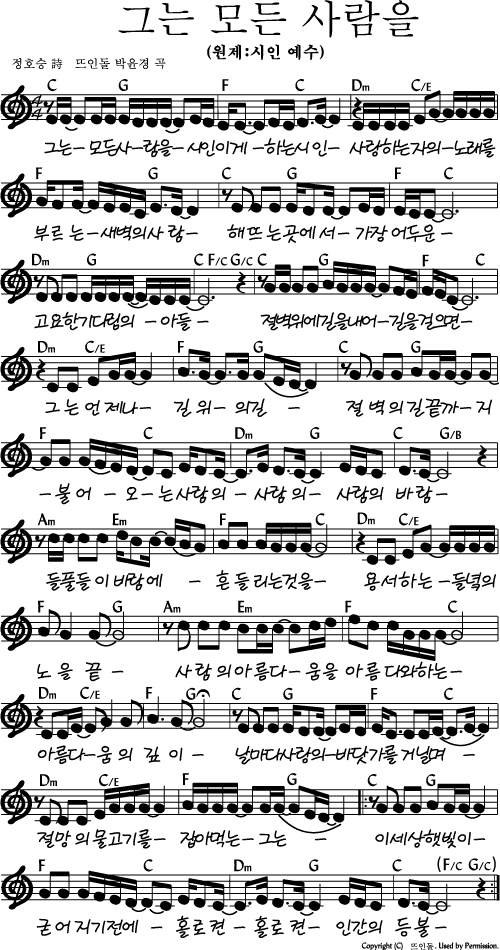 그는 모든 사람을
(원제:시인 예수)
정호승 詩 뜨인돌 박윤경 곡
C G F C Dm C/E
그는- 모든사-람을- 시인이게 -하는시인- 사랑하는자의-노래를
F G C G F C
부르 는-새벽의사 람- 해뜨는곳에서- 가장 어두운-
Dm G C F/C G/C C G F C
고요한기다림의 -아들- 절벽위에길을내어-길을걸으면-
Dm C/E F G C G
그는 언제나- 길 위- 의길 - 절 벽의 길끝까-지
F C Dm G C G/B
-불어- 오-는사랑의 -사랑의 -사랑의 바람-
Am Em F C Dm C/E
들풀들이 바람에- 흔들리는것을- 용서하는-들녘의
F G Am Em F C
노을 끝- 사람의아름다-움을 아름다와하는-
Dm C/E F G C G F C
아름다-움의 깊 이- 날마다사람의-바닷가를 거닐며 -
Dm C/E F G C G
절망의 물고기를- 잡아먹는-그는 - 이세상햇빛이-
F C Dm G C (F/C G/C)
굳어지기전에 -홀로켠 -홀로켠- 인간의 등불-
Copyright (C) 뜨인돌. Used by Permission.